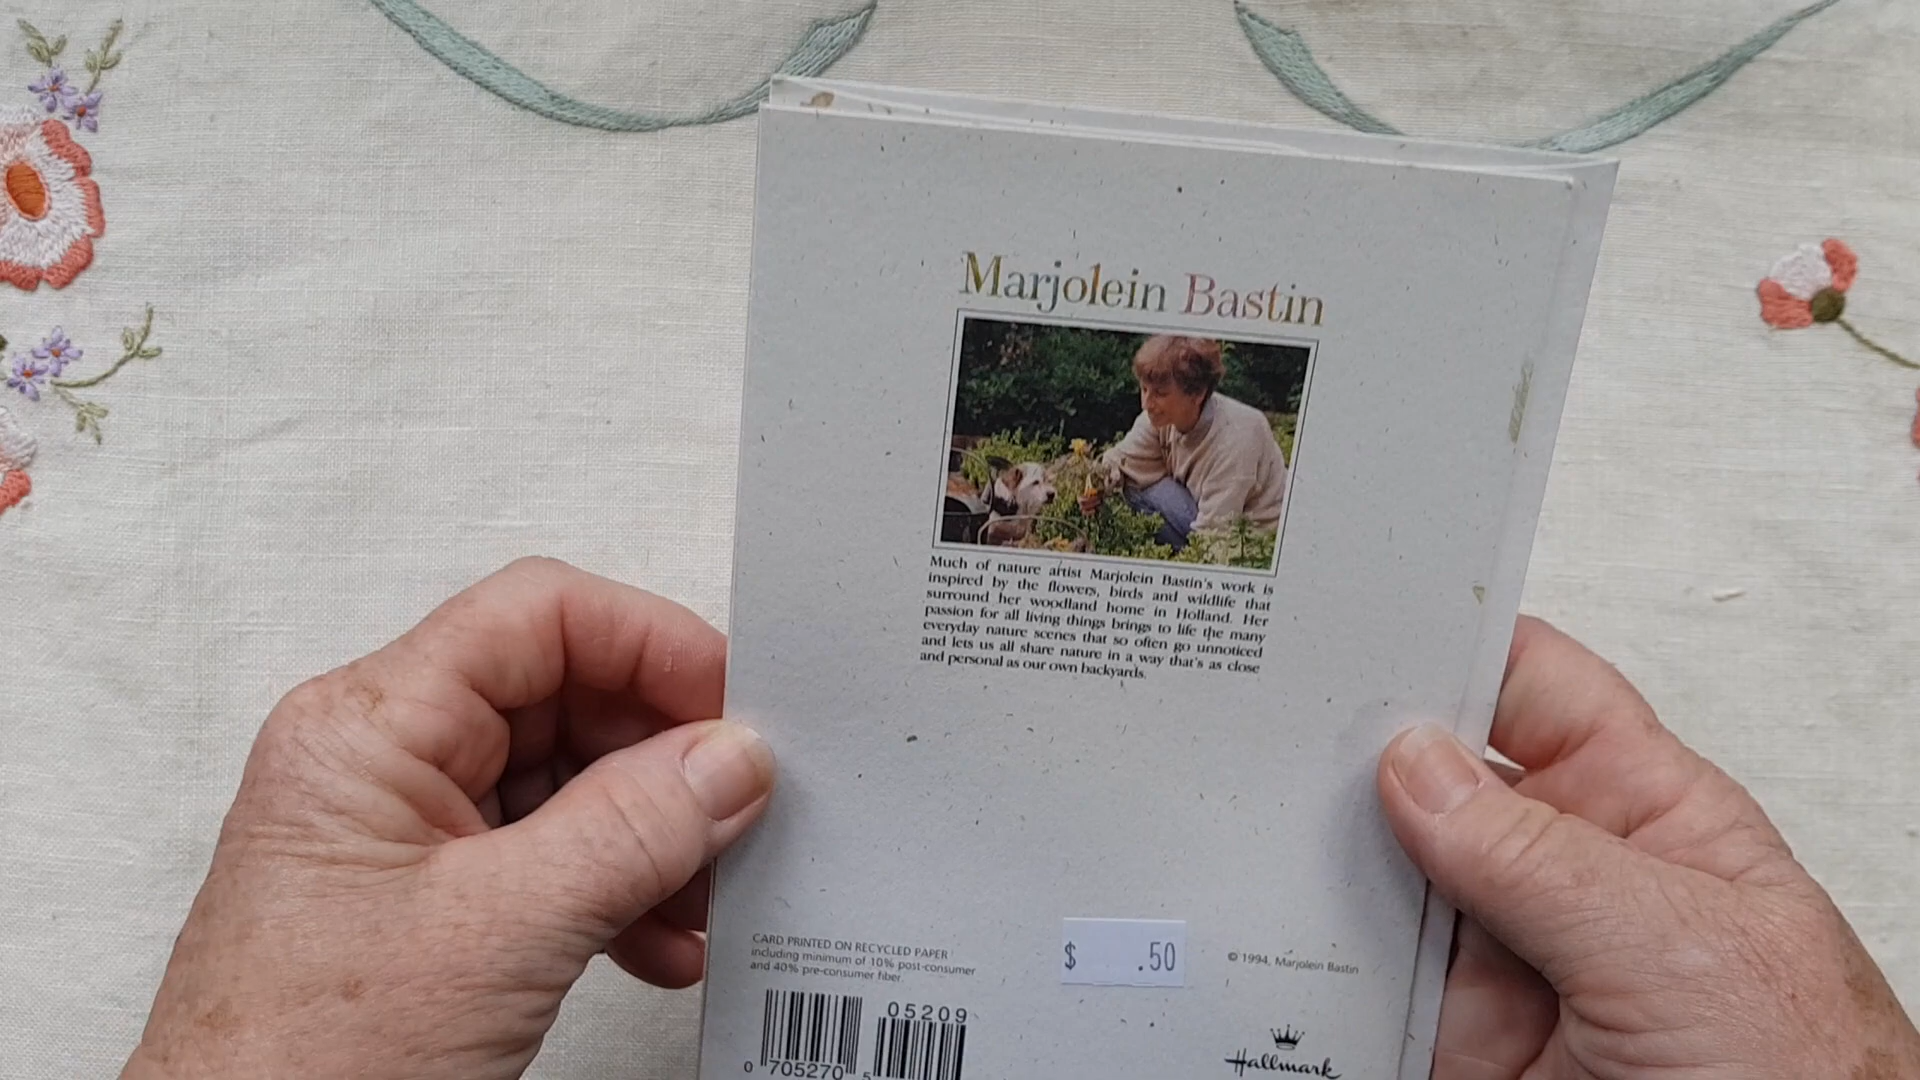 Marjolein Bastin
Much of nature artist Marjolein Bastin's work is
inspired by the flowers, birds and wildlife that
surround her woodland home in Holland. Her
passion for all living things brings to life the many
everyday nature scenes that so often go unnoticed
and lets us all share nature in a way that's as close
and personal as our own backyards.
CARD PRINTED ON RECYCLED PAPER
including minimum of 10% post-consumer
and 40% pre-consumer fiber.
$ .50
© 1994, Marjolein Bastin
05209
0 705270 5
Hallmark